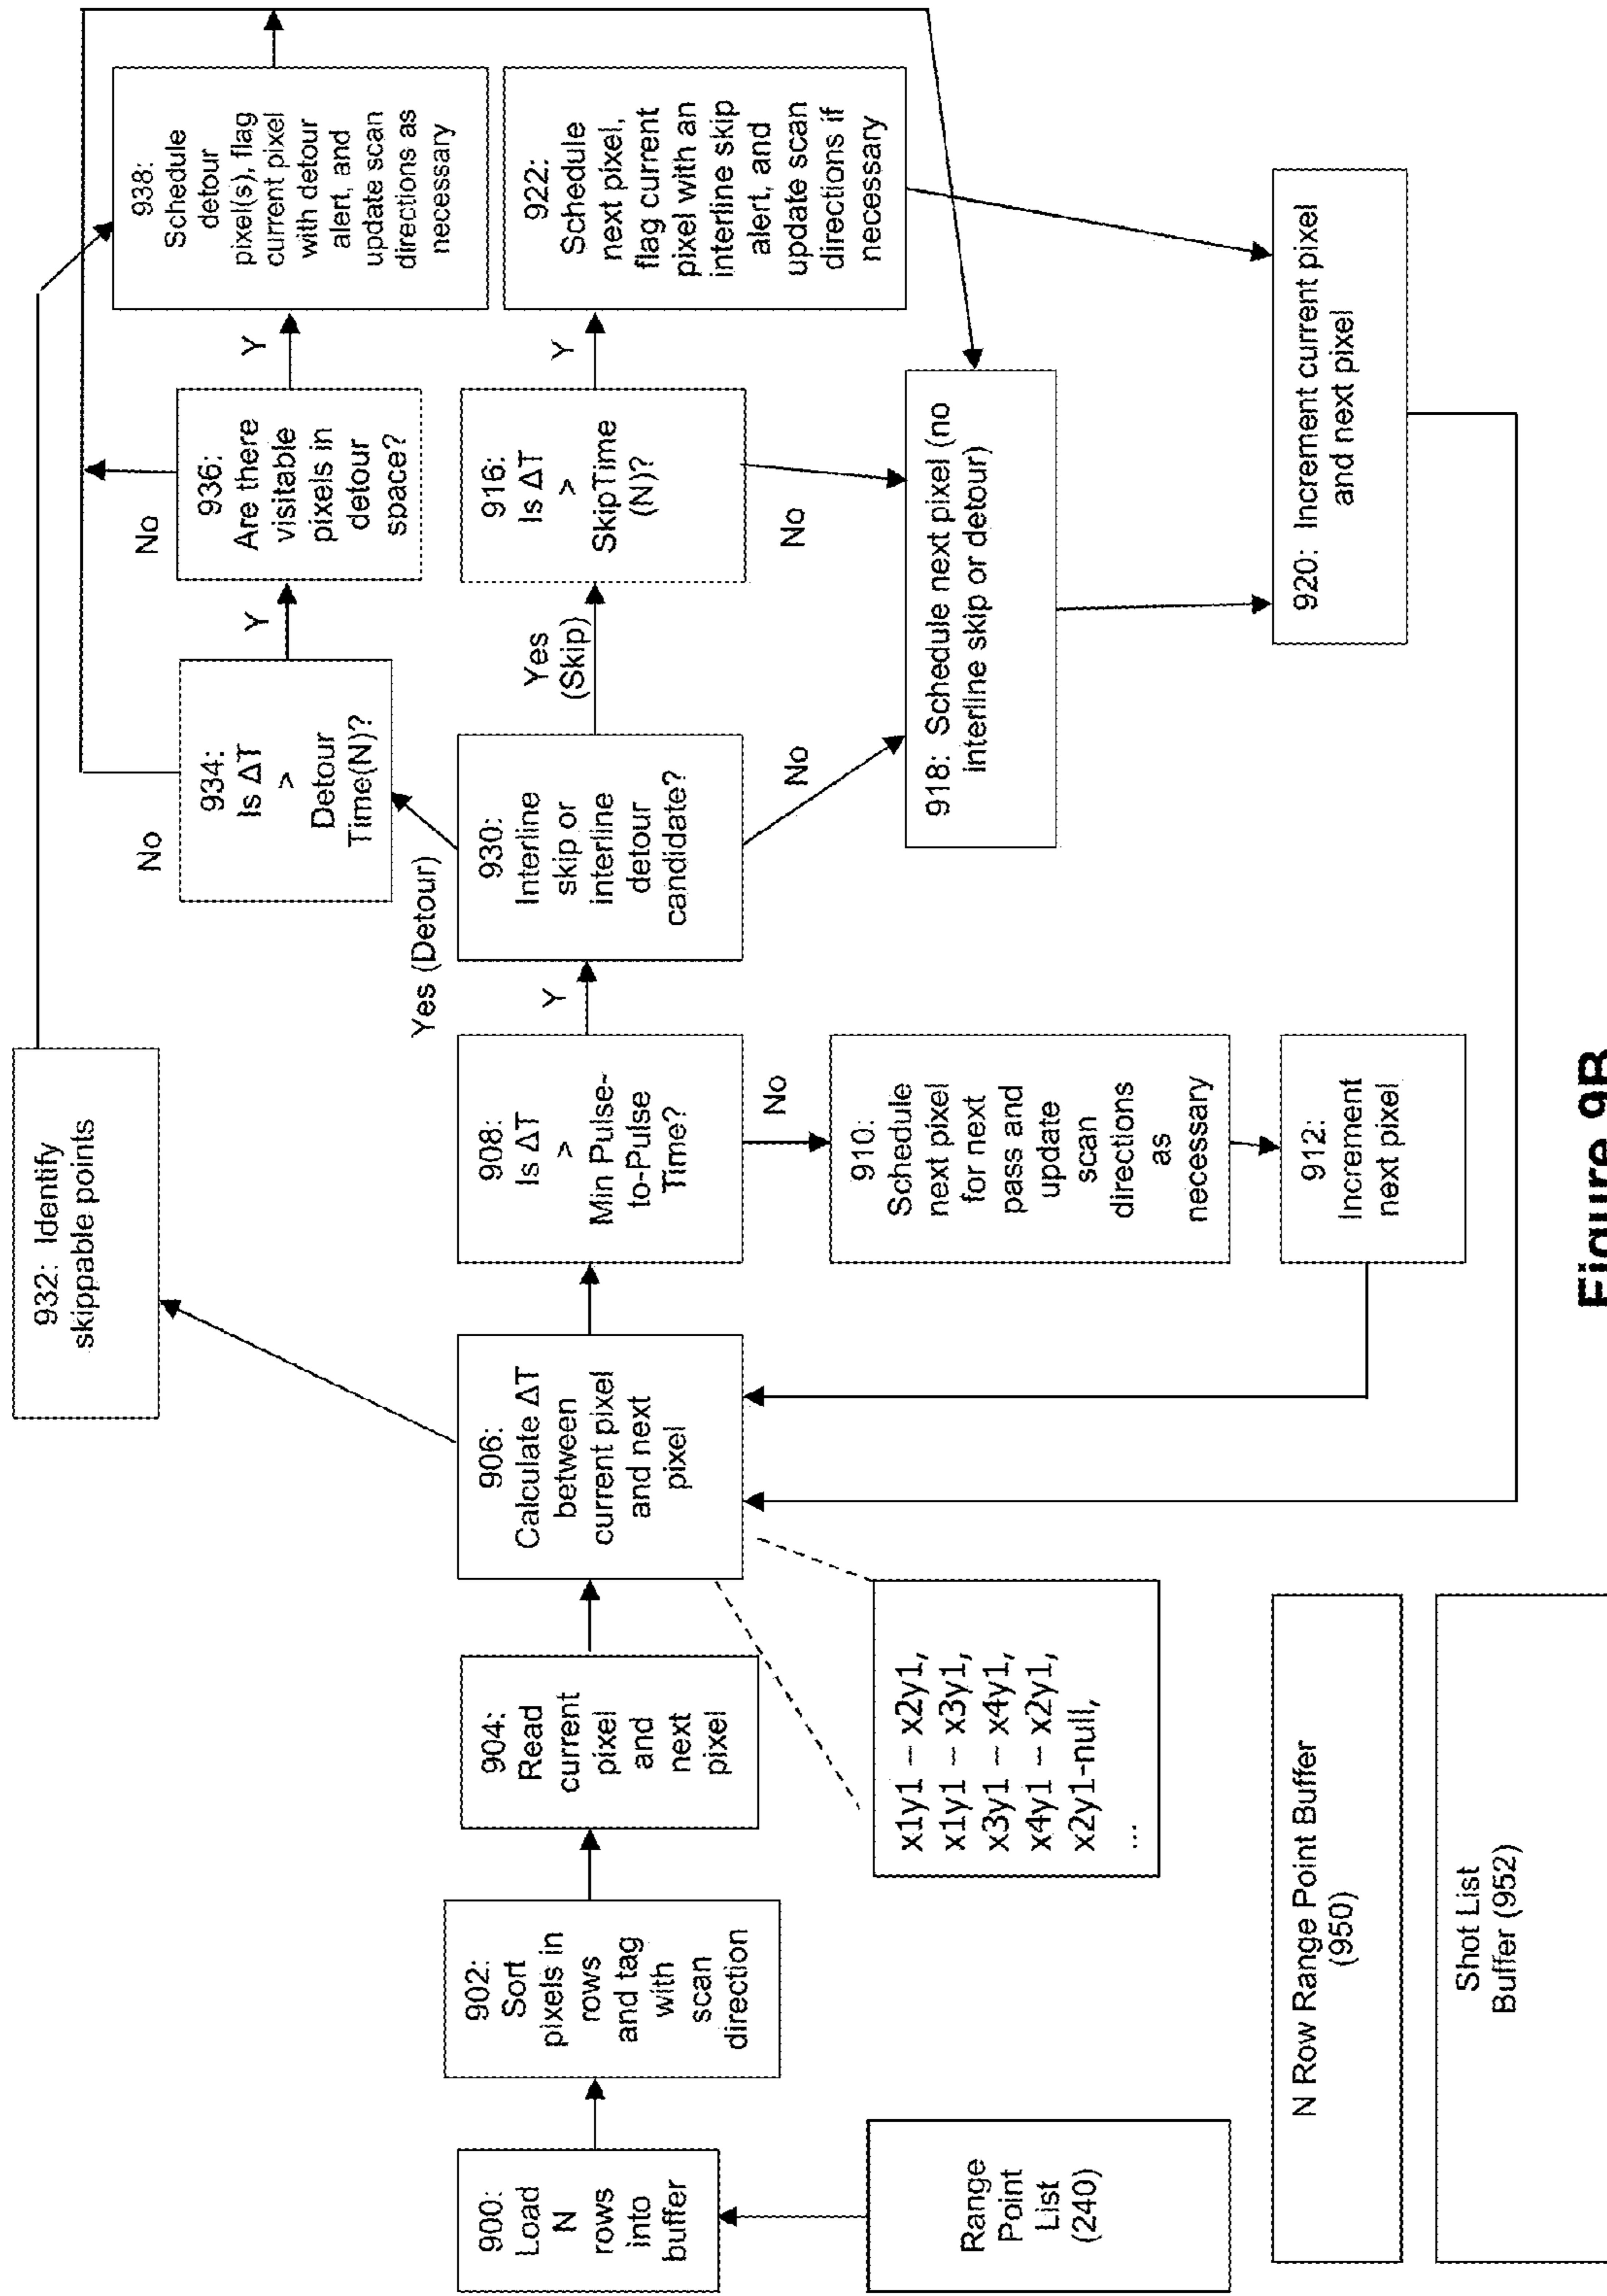 932: Identify
skippable points
938:
Schedule
detour
pixel(s), flag
current pixel
with detour
alert, and
update scan
directions as
necessary
No
934:
Is ΔT
>
Detour
Time(N)?
Y
No
936:
Are there
visitable
pixels in
detour
space?
Y
Yes (Detour)
900:
Load
N
rows
into
buffer
902:
Sort
pixels in
rows
and tag
with
scan
direction
904:
Read
current
pixel
and
next
pixel
906:
Calculate ΔT
between
current pixel
and next
pixel
908:
Is ΔT
>
Min Pulse-
to-Pulse
Time?
Y
930:
Interline
skip or
interline
detour
candidate?
Yes
(Skip)
916:
Is ΔT
>
SkipTime
(N)?
Y
922:
Schedule
next pixel,
flag current
pixel with an
interline skip
alert, and
update scan
directions if
necessary
No
No
No
Range
Point
List
(240)
x1y1 – x2y1,
x1y1 – x3y1,
x3y1 – x4y1,
x4y1 – x2y1,
x2y1-null,
...
910:
Schedule
next pixel
for next
pass and
update
scan
directions
as
necessary
918: Schedule next pixel (no
interline skip or detour)
912:
Increment
next pixel
920: Increment current pixel
and next pixel
N Row Range Point Buffer
(950)
Shot List
Buffer (952)
Figure 9B